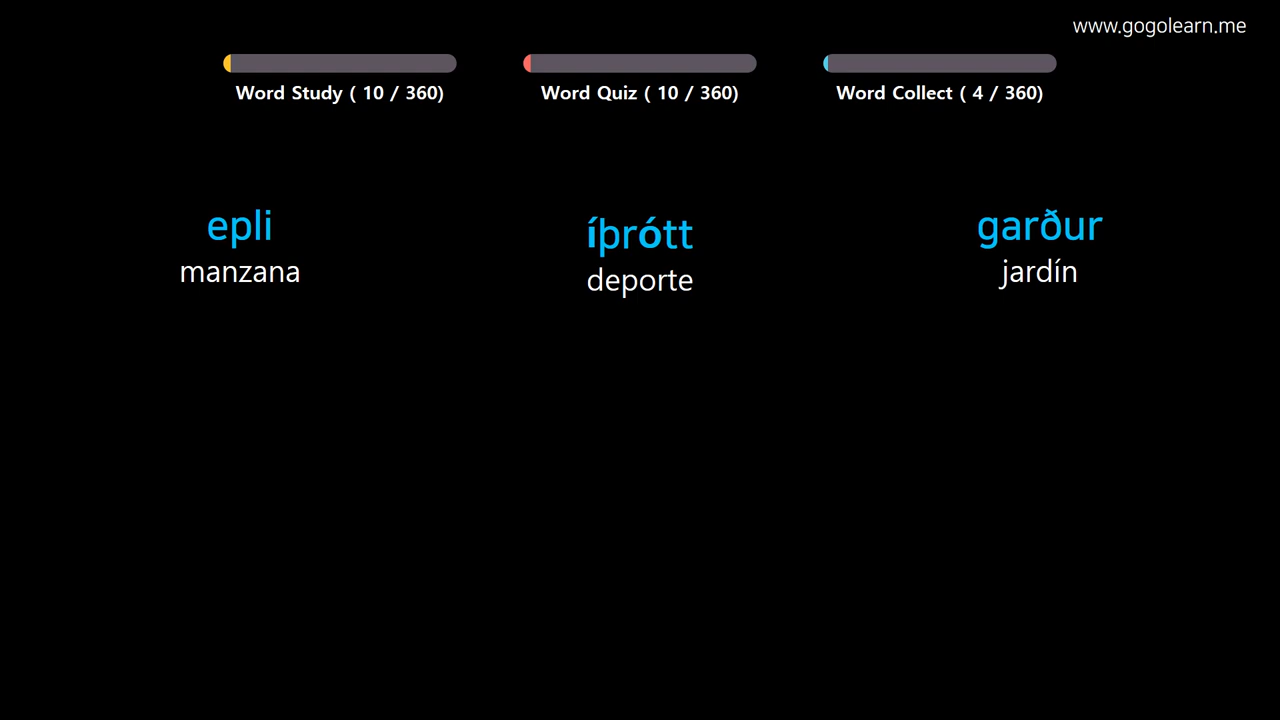 www.gogolearn.me
Word Study ( 10 / 360)
Word Quiz ( 10 / 360)
Word Collect ( 4 / 360)
epli
manzana
íþrótt
deporte
garður
jardín